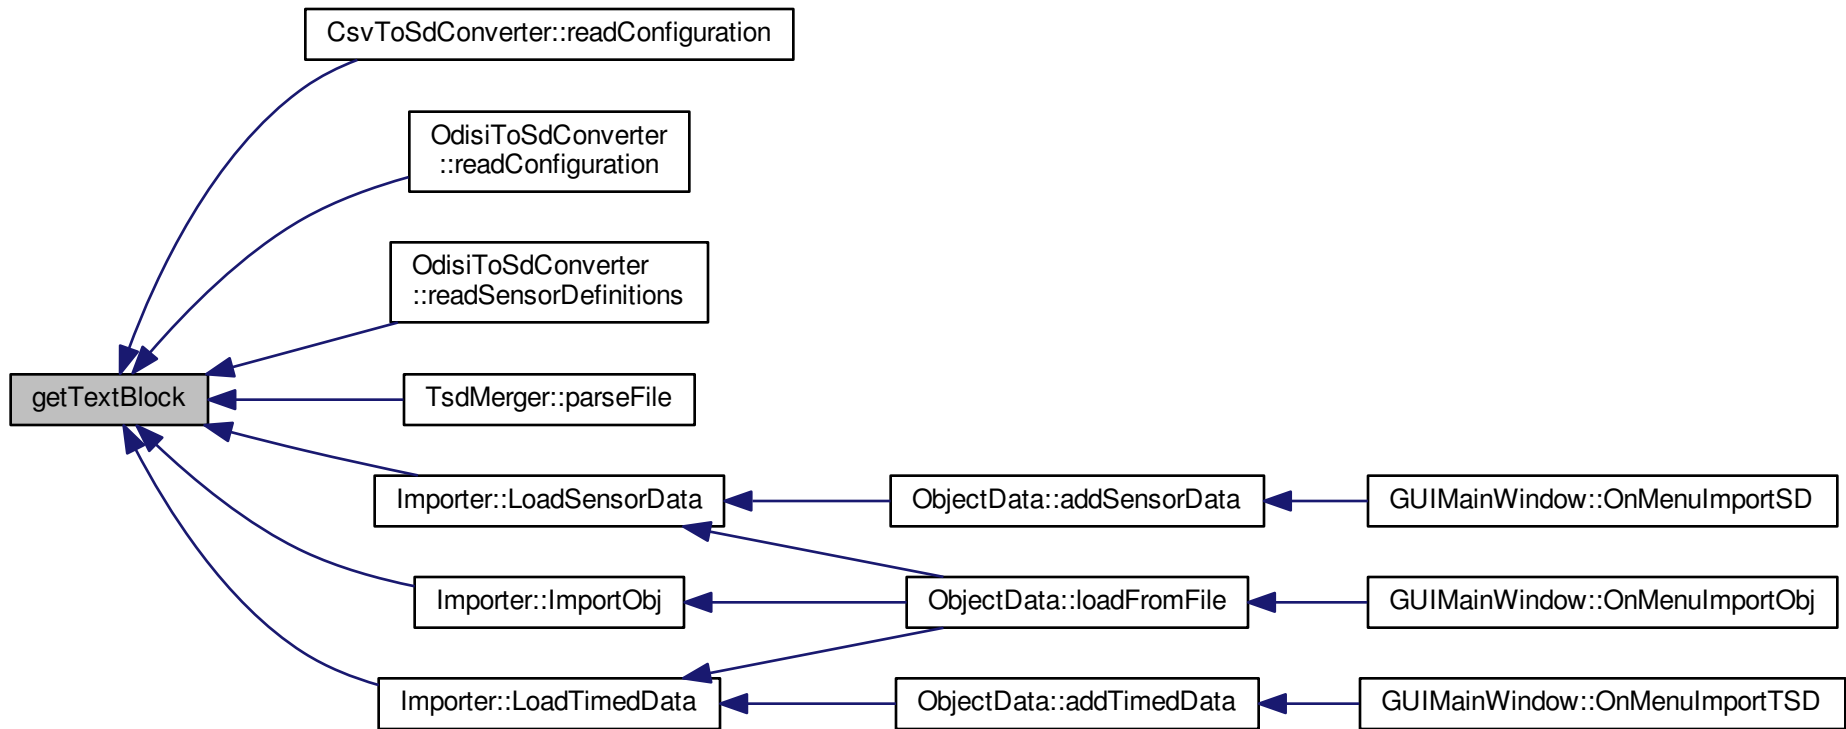 CsvToSdConverter::readConfiguration
OdisiToSdConverter
::readConfiguration
OdisiToSdConverter
::readSensorDefinitions
getTextBlock
TsdMerger::parseFile
Importer::LoadSensorData
ObjectData::addSensorData
GUIMainWindow::OnMenuImportSD
Importer::ImportObj
ObjectData::loadFromFile
GUIMainWindow::OnMenuImportObj
Importer::LoadTimedData
ObjectData::addTimedData
GUIMainWindow::OnMenuImportTSD